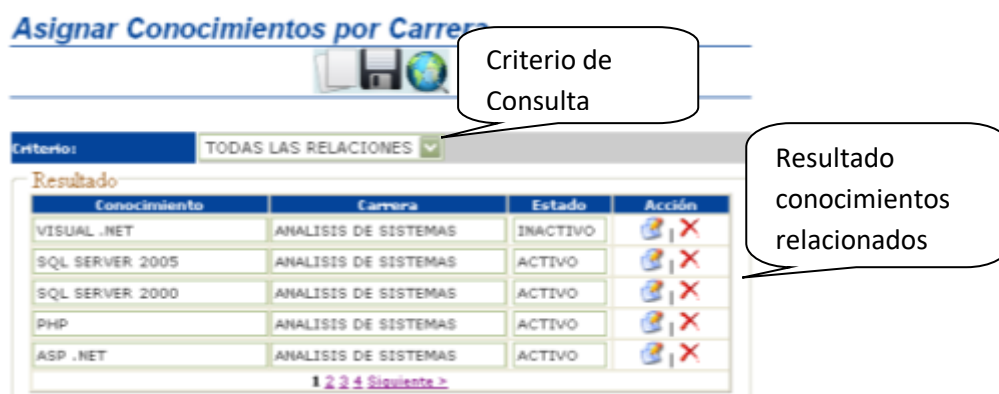 Asignar Conocimientos por Carrera
Criterio de
Consulta
Criterio: TODAS LAS RELACIONES
Resultado
conocimientos
relacionados
Resultado
Conocimiento Carrera Estado Acción
VISUAL .NET ANALISIS DE SISTEMAS INACTIVO |
SQL SERVER 2005 ANALISIS DE SISTEMAS ACTIVO |
SQL SERVER 2000 ANALISIS DE SISTEMAS ACTIVO |
PHP ANALISIS DE SISTEMAS ACTIVO |
ASP .NET ANALISIS DE SISTEMAS ACTIVO |
1 2 3 4 Siguiente >